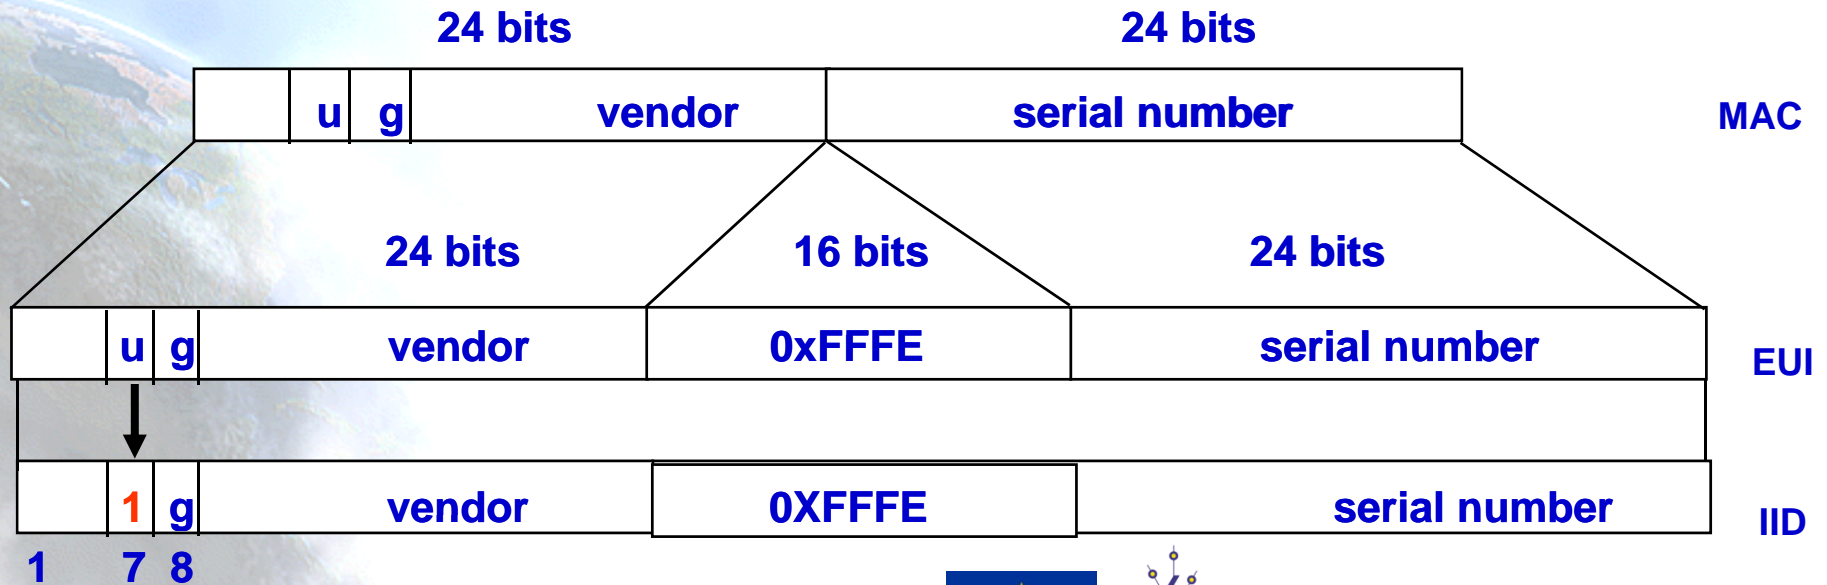 24 bits 24 bits
u g vendor serial number MAC
24 bits 16 bits 24 bits
u g vendor 0xFFFE serial number EUI
1 g vendor 0XFFFE serial number IID
1 7 8